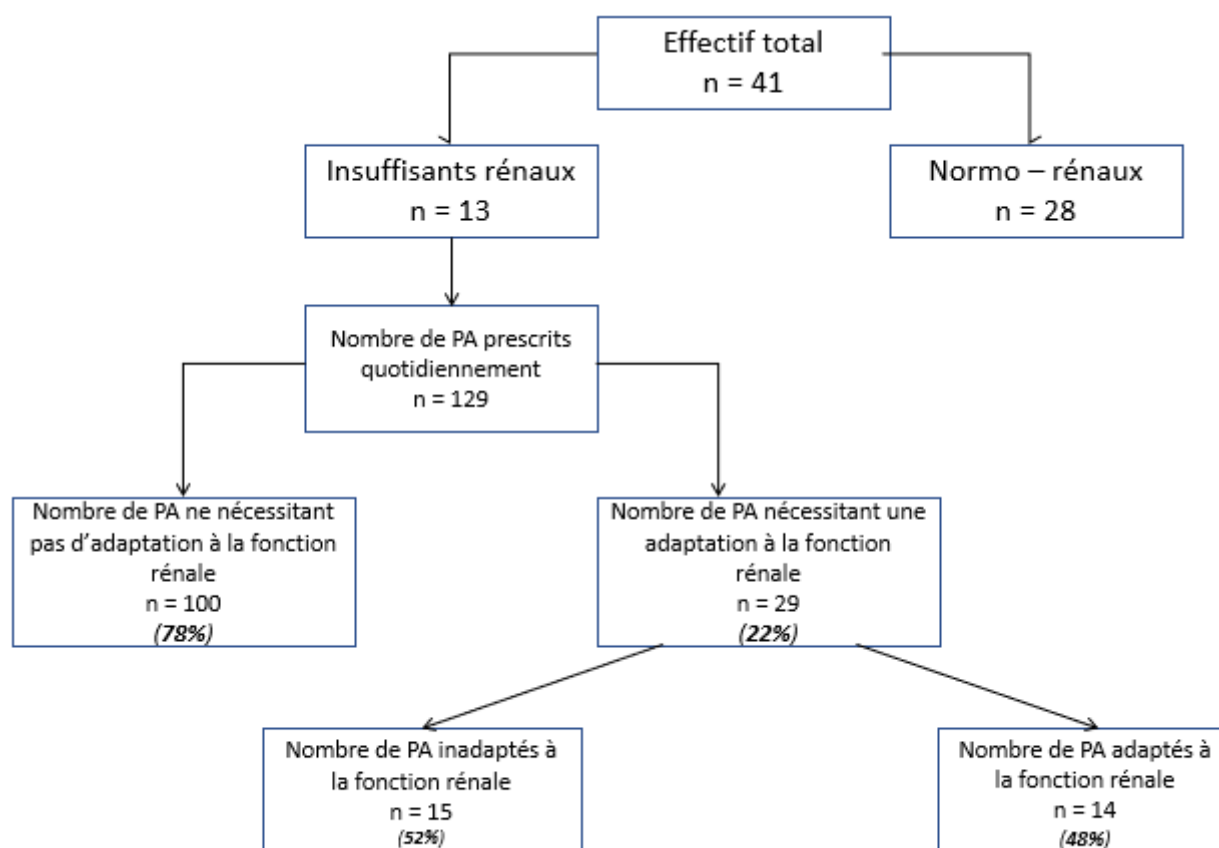 Effectif total
n = 41
Insuffisants rénaux
n = 13
Normo – rénaux
n = 28
Nombre de PA prescrits
quotidiennement
n = 129
Nombre de PA ne nécessitant
pas d'adaptation à la fonction
rénale
n = 100
(78%)
Nombre de PA nécessitant une
adaptation à la fonction
rénale
n = 29
(22%)
Nombre de PA inadaptés à
la fonction rénale
n = 15
(52%)
Nombre de PA adaptés à
la fonction rénale
n = 14
(48%)